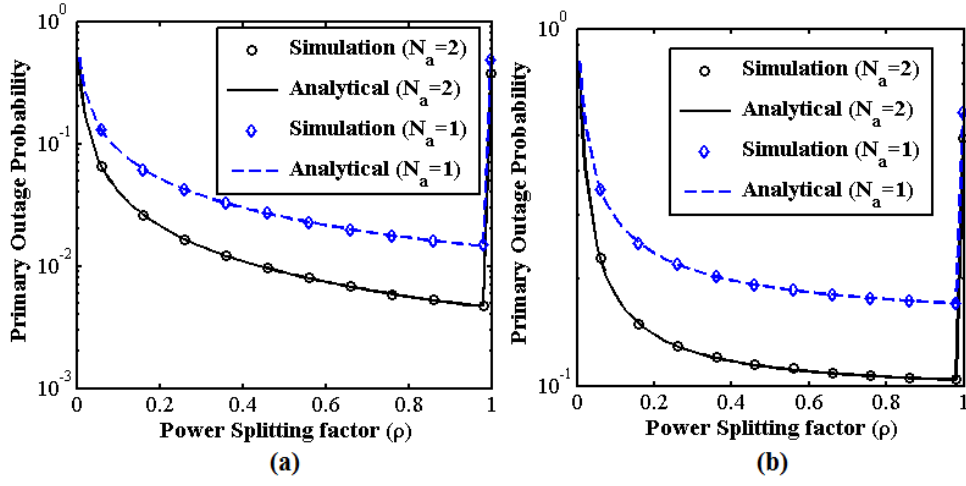 Primary Outage Probability
10^0
10^-1
10^-2
10^-3
Simulation (N_a=2)
Analytical (N_a=2)
Simulation (N_a=1)
Analytical (N_a=1)
0 0.2 0.4 0.6 0.8 1
Power Splitting factor (ρ)
(a)
Primary Outage Probability
10^0
10^-1
Simulation (N_a=2)
Analytical (N_a=2)
Simulation (N_a=1)
Analytical (N_a=1)
0 0.2 0.4 0.6 0.8 1
Power Splitting factor (ρ)
(b)